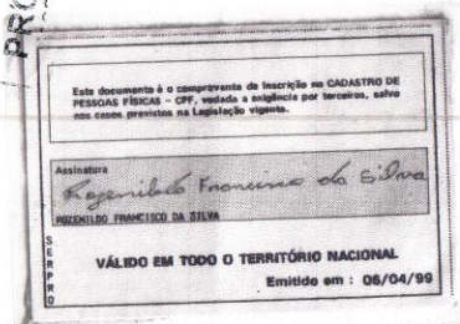 PRO
Este documento é o comprovante de inscrição no CADASTRO DE
PESSOAS FÍSICAS - CPF, vedada a exigência por terceiros, salvo
nos casos previstos na Legislação vigente.
Assinatura
Rozenildo Francisco da Silva
ROZENILDO FRANCISCO DA SILVA
SERPRO
VÁLIDO EM TODO O TERRITÓRIO NACIONAL
Emitido em : 06/04/99